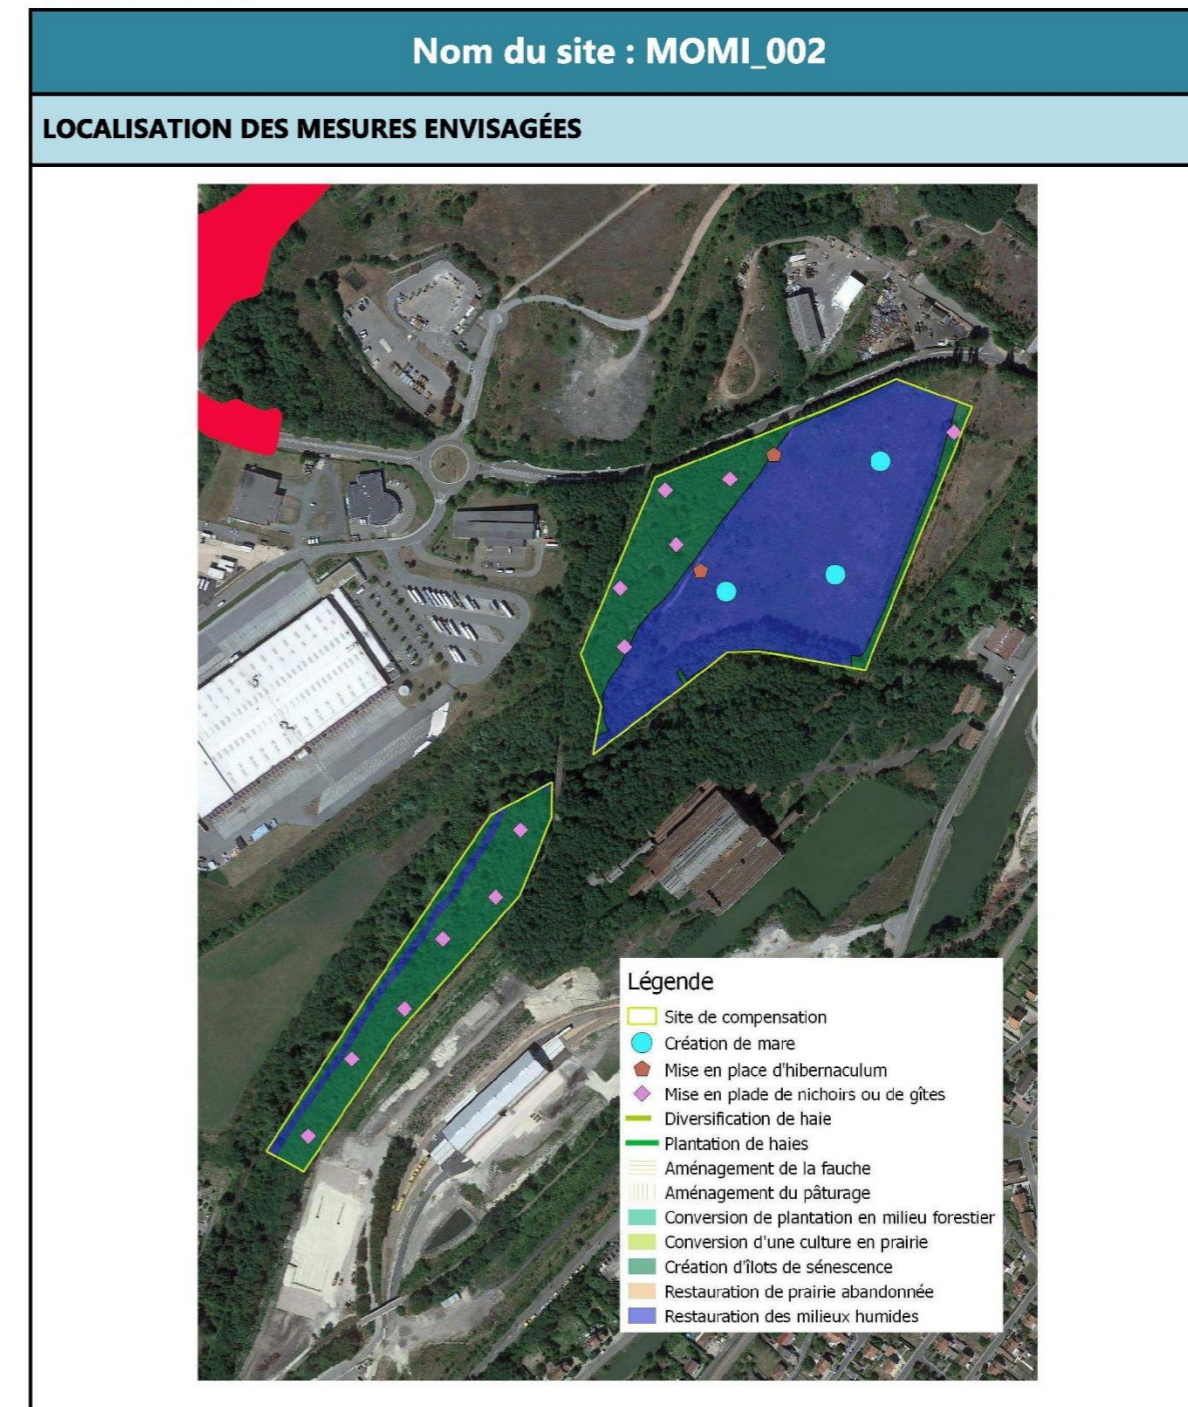 Nom du site : MOMI_002
LOCALISATION DES MESURES ENVISAGÉES
Légende
Site de compensation
Création de mare
Mise en place d'hibernaculum
Mise en plade de nichoirs ou de gîtes
Diversification de haie
Plantation de haies
Aménagement de la fauche
Aménagement du pâturage
Conversion de plantation en milieu forestier
Conversion d'une culture en prairie
Création d'îlots de sénescence
Restauration de prairie abandonnée
Restauration des milieux humides